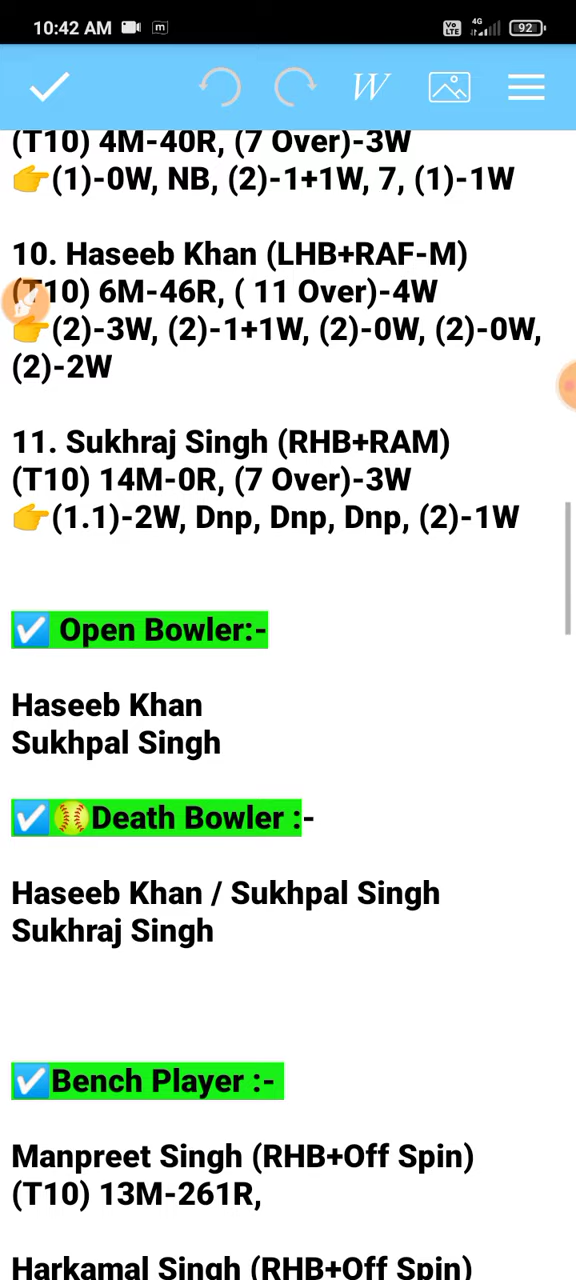 10:42 AM m Vo LTE 4G 92
W
(T10) 4M-40R, (7 Over)-3W
👉(1)-0W, NB, (2)-1+1W, 7, (1)-1W
10. Haseeb Khan (LHB+RAF-M)
(T10) 6M-46R, ( 11 Over)-4W
👉(2)-3W, (2)-1+1W, (2)-0W, (2)-0W,
(2)-2W
11. Sukhraj Singh (RHB+RAM)
(T10) 14M-0R, (7 Over)-3W
👉(1.1)-2W, Dnp, Dnp, Dnp, (2)-1W
☑️ Open Bowler:-
Haseeb Khan
Sukhpal Singh
☑️🥎Death Bowler :-
Haseeb Khan / Sukhpal Singh
Sukhraj Singh
☑️Bench Player :-
Manpreet Singh (RHB+Off Spin)
(T10) 13M-261R,
Harkamal Singh (RHB+Off Spin)